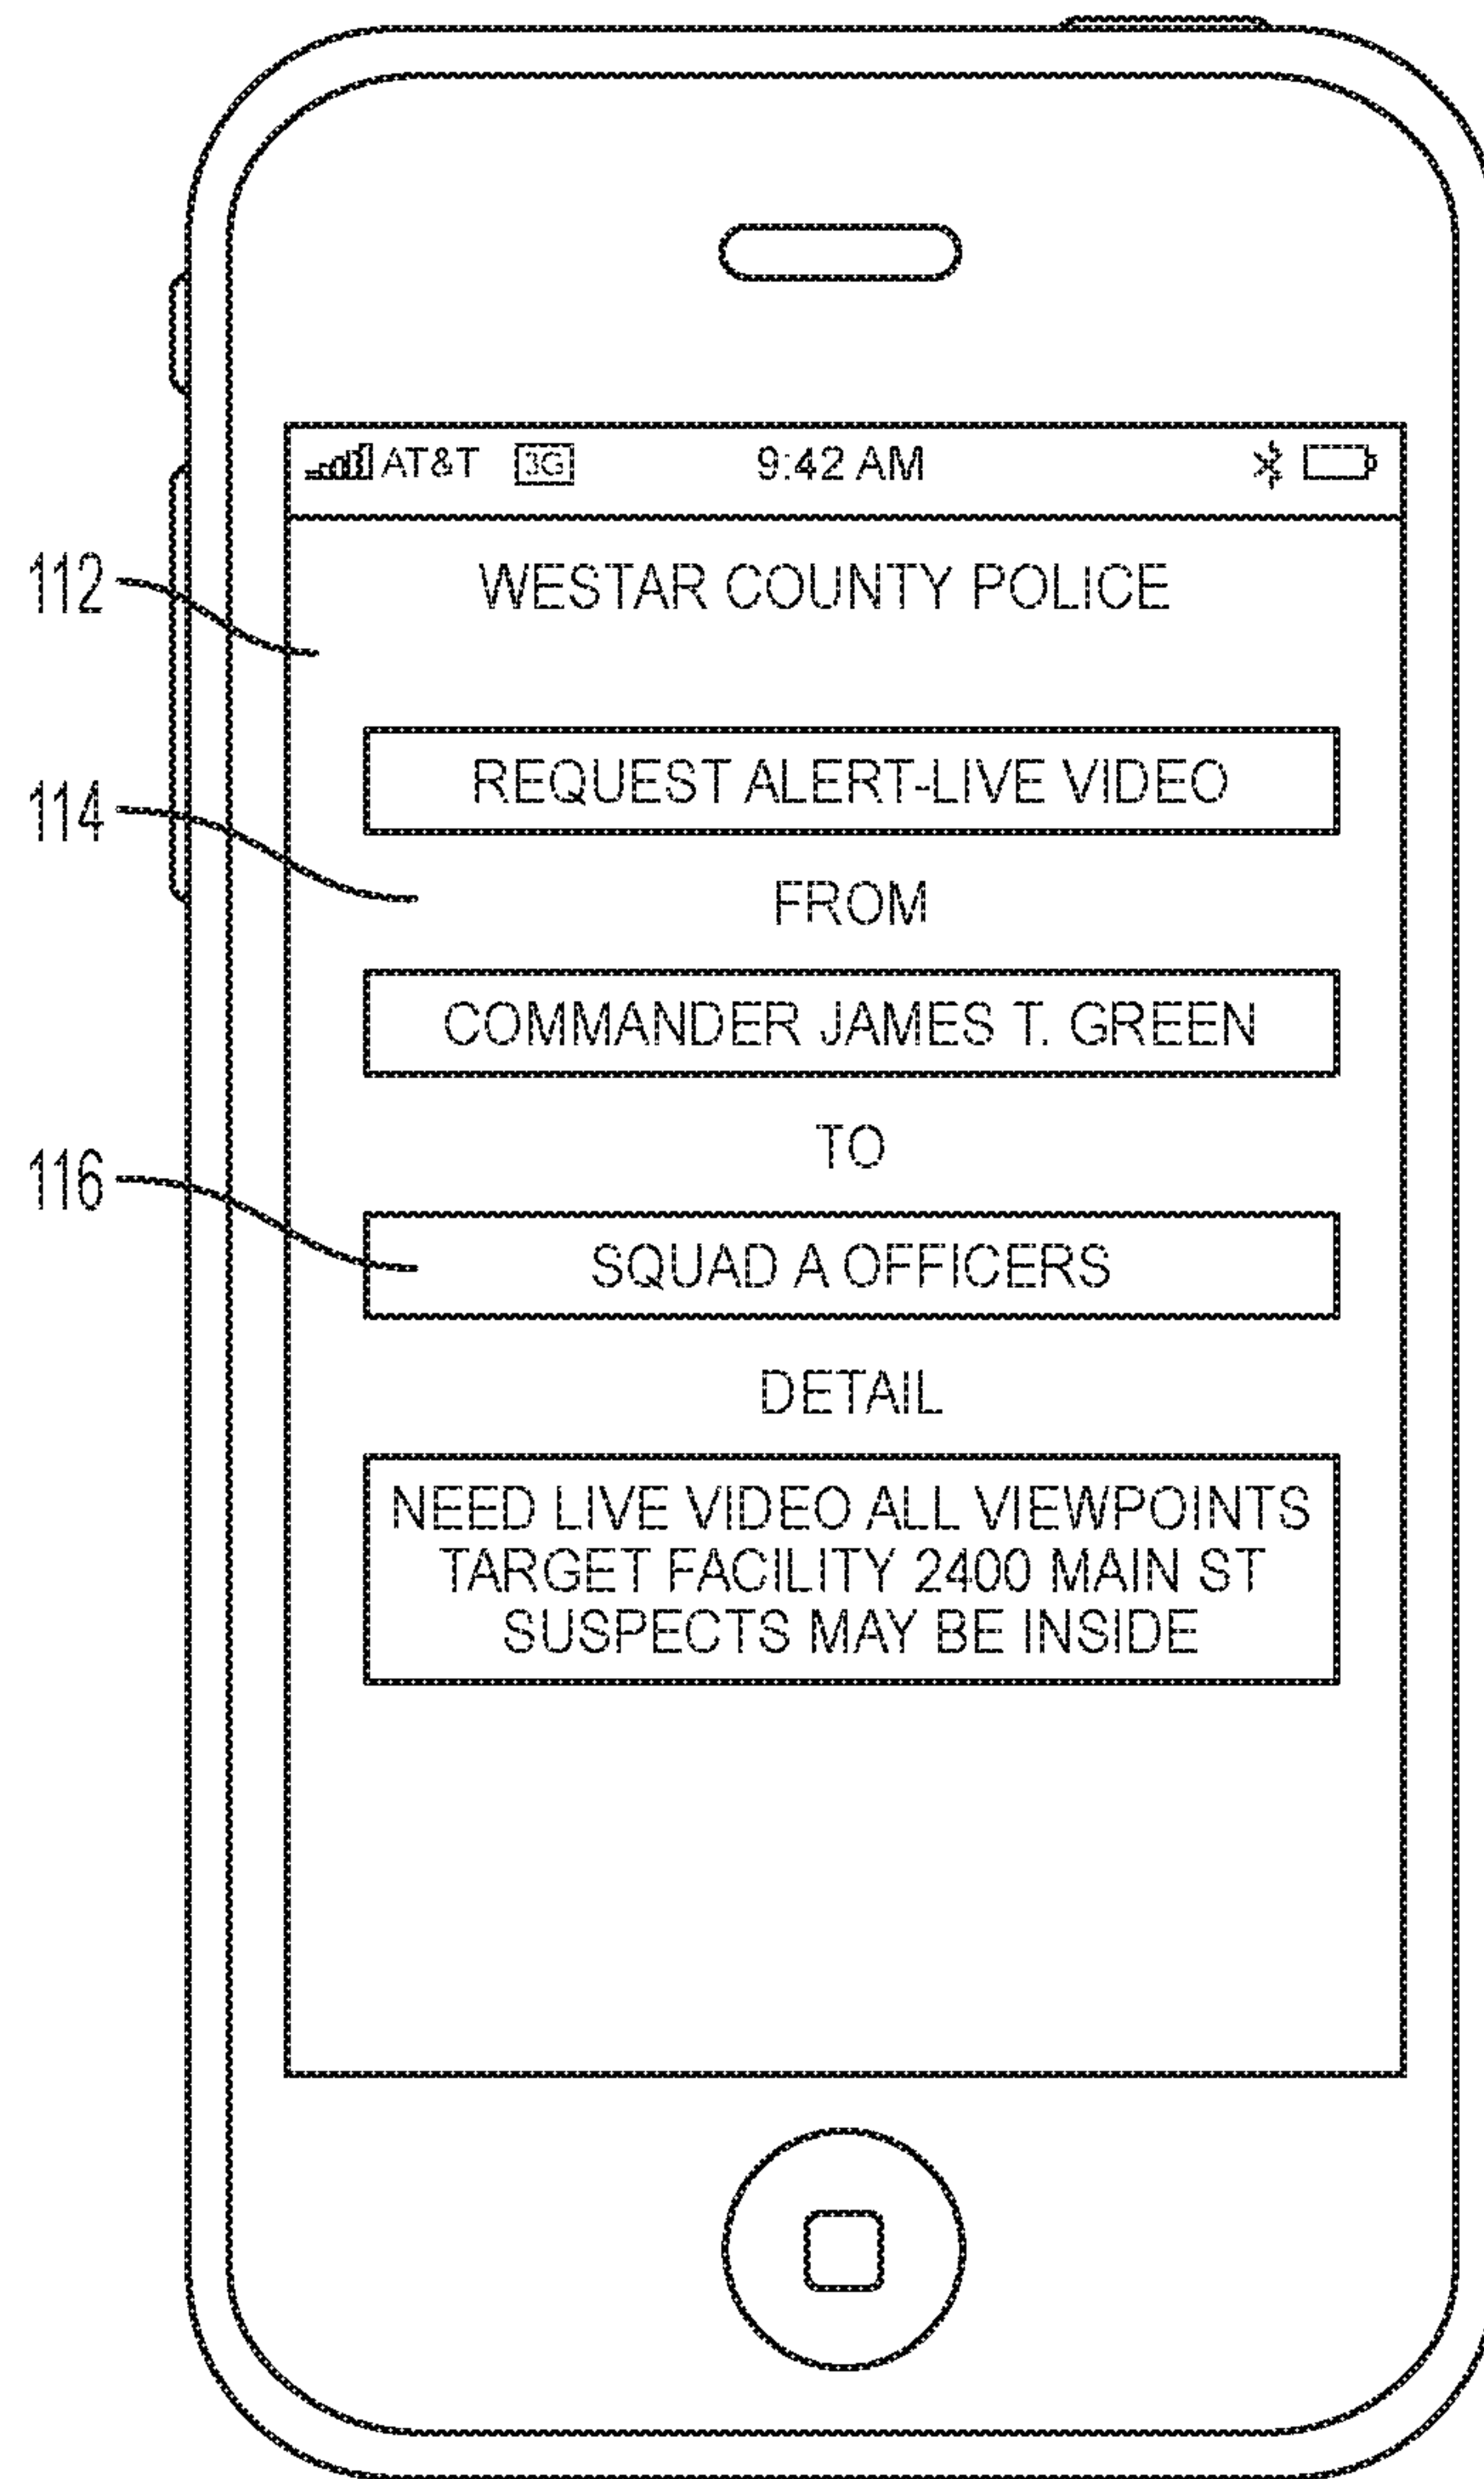 AT&T 3G 9:42 AM
112
WESTAR COUNTY POLICE
REQUEST ALERT-LIVE VIDEO
114
FROM
COMMANDER JAMES T. GREEN
TO
116
SQUAD A OFFICERS
DETAIL
NEED LIVE VIDEO ALL VIEWPOINTS
TARGET FACILITY 2400 MAIN ST
SUSPECTS MAY BE INSIDE